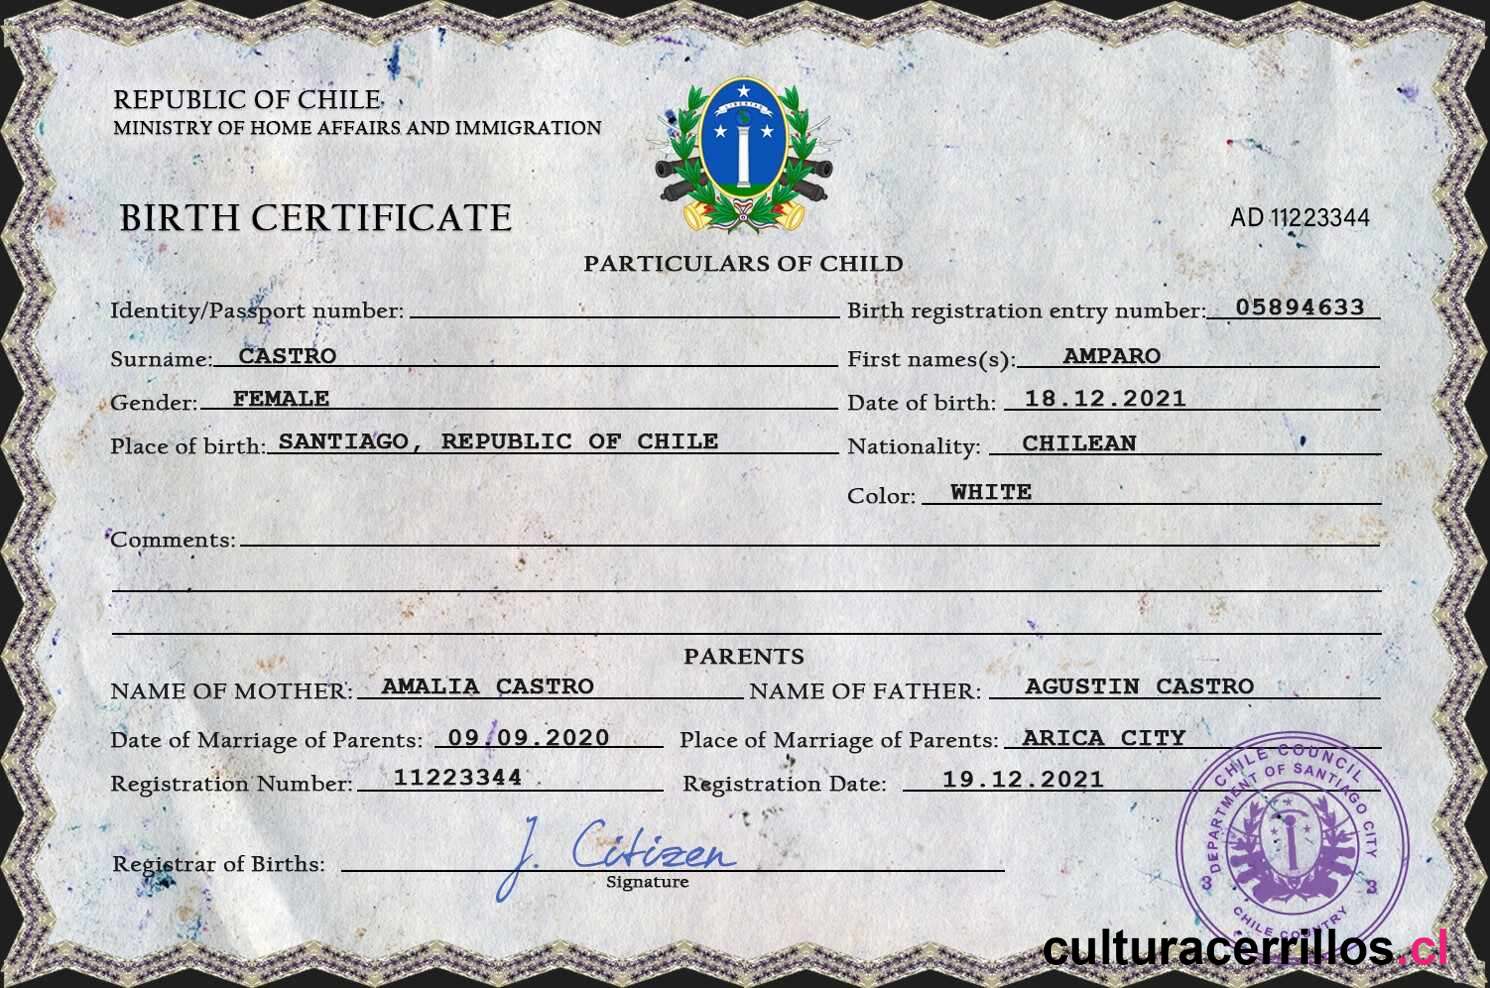 REPUBLIC OF CHILE
MINISTRY OF HOME AFFAIRS AND IMMIGRATION
LIBERTAD
BIRTH CERTIFICATE
AD 11223344
PARTICULARS OF CHILD
Identity/Passport number: Birth registration entry number: 05894633
Surname: CASTRO First names(s): AMPARO
Gender: FEMALE Date of birth: 18.12.2021
Place of birth: SANTIAGO, REPUBLIC OF CHILE Nationality: CHILEAN
Color: WHITE
Comments:
PARENTS
NAME OF MOTHER: AMALIA CASTRO NAME OF FATHER: AGUSTIN CASTRO
Date of Marriage of Parents: 09.09.2020 Place of Marriage of Parents: ARICA CITY
Registration Number: 11223344 Registration Date: 19.12.2021
Registrar of Births: J. Citizen
Signature
CHILE COUNCIL
DEPARTMENT OF SANTIAGO CITY
3 3
CHILE COUNTRY
culturacerrillos.cl